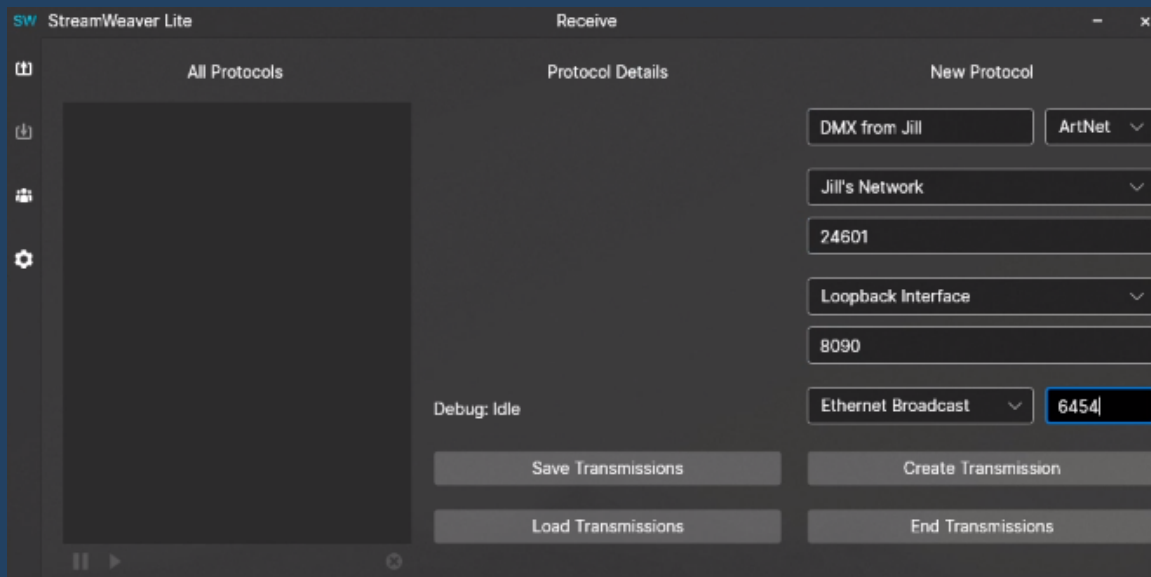 SW StreamWeaver Lite
Receive
All Protocols
Protocol Details
New Protocol
DMX from Jill
ArtNet
Jill's Network
24601
Loopback Interface
8090
Debug: Idle
Ethernet Broadcast
6454
Save Transmissions
Create Transmission
Load Transmissions
End Transmissions